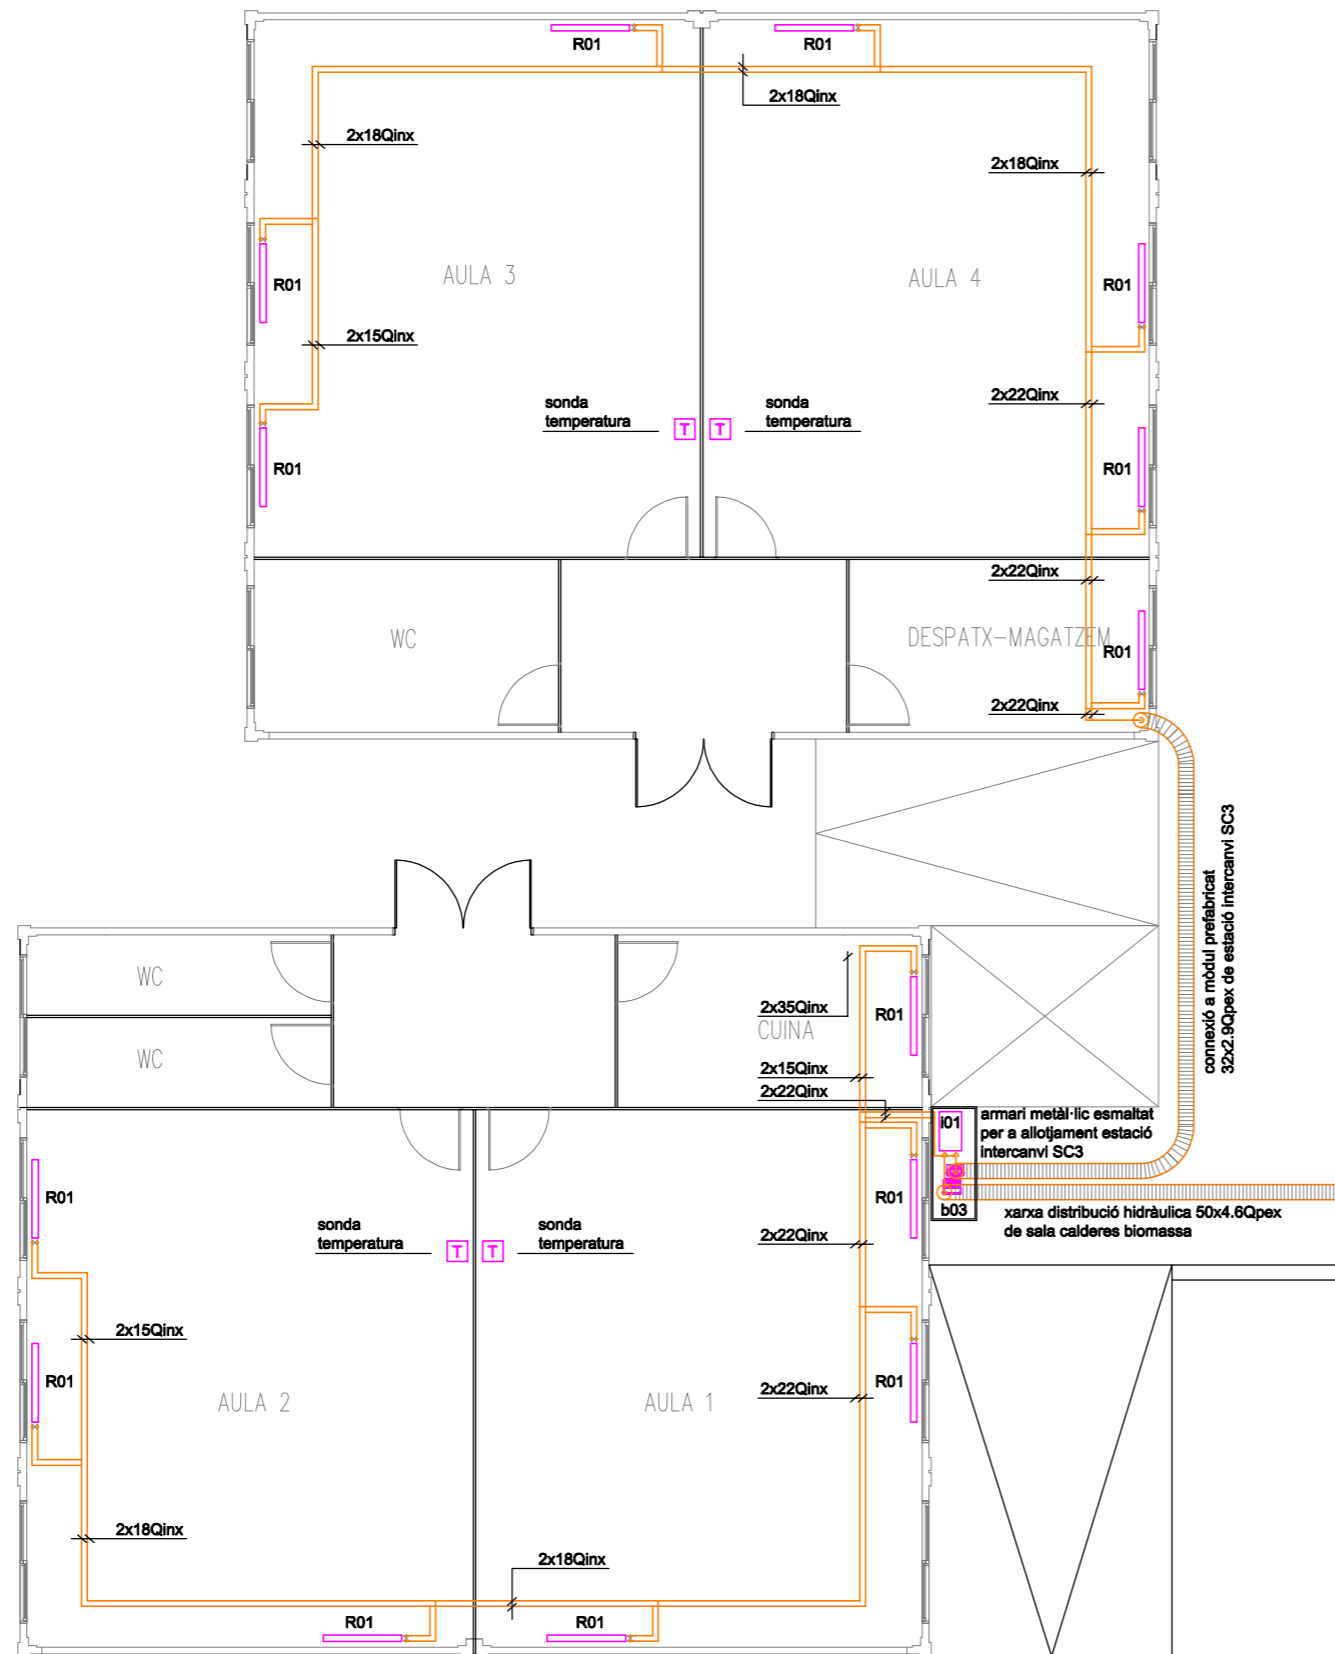 R01
R01
2x18Qinx
2x18Qinx
2x18Qinx
AULA 3
AULA 4
R01
R01
2x15Qinx
2x22Qinx
sonda
temperatura
T
T
sonda
temperatura
R01
R01
2x22Qinx
WC
DESPATX-MAGATZEM
R01
2x22Qinx
connexió a mòdul prefabricat
32x2.9Qpex de estació intercanvi SC3
WC
2x35Qinx
R01
CUINA
WC
2x15Qinx
2x22Qinx
i01
armari metàl·lic esmaltat
per a allotjament estació
intercanvi SC3
R01
R01
b03
xarxa distribució hidràulica 50x4.6Qpex
de sala calderes biomassa
sonda
temperatura
T
T
sonda
temperatura
2x22Qinx
2x15Qinx
R01
R01
2x22Qinx
AULA 2
AULA 1
2x18Qinx
2x18Qinx
R01
R01